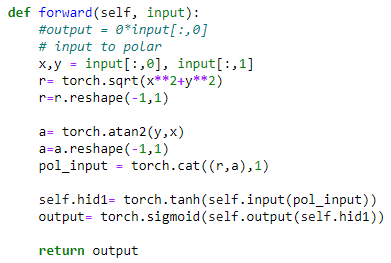 def forward(self, input):
    #output = 0*input[:,0]
    # input to polar
    x,y = input[:,0], input[:,1]
    r= torch.sqrt(x**2+y**2)
    r=r.reshape(-1,1)

    a= torch.atan2(y,x)
    a=a.reshape(-1,1)
    pol_input = torch.cat((r,a),1)

    self.hid1= torch.tanh(self.input(pol_input))
    output= torch.sigmoid(self.output(self.hid1))

    return output